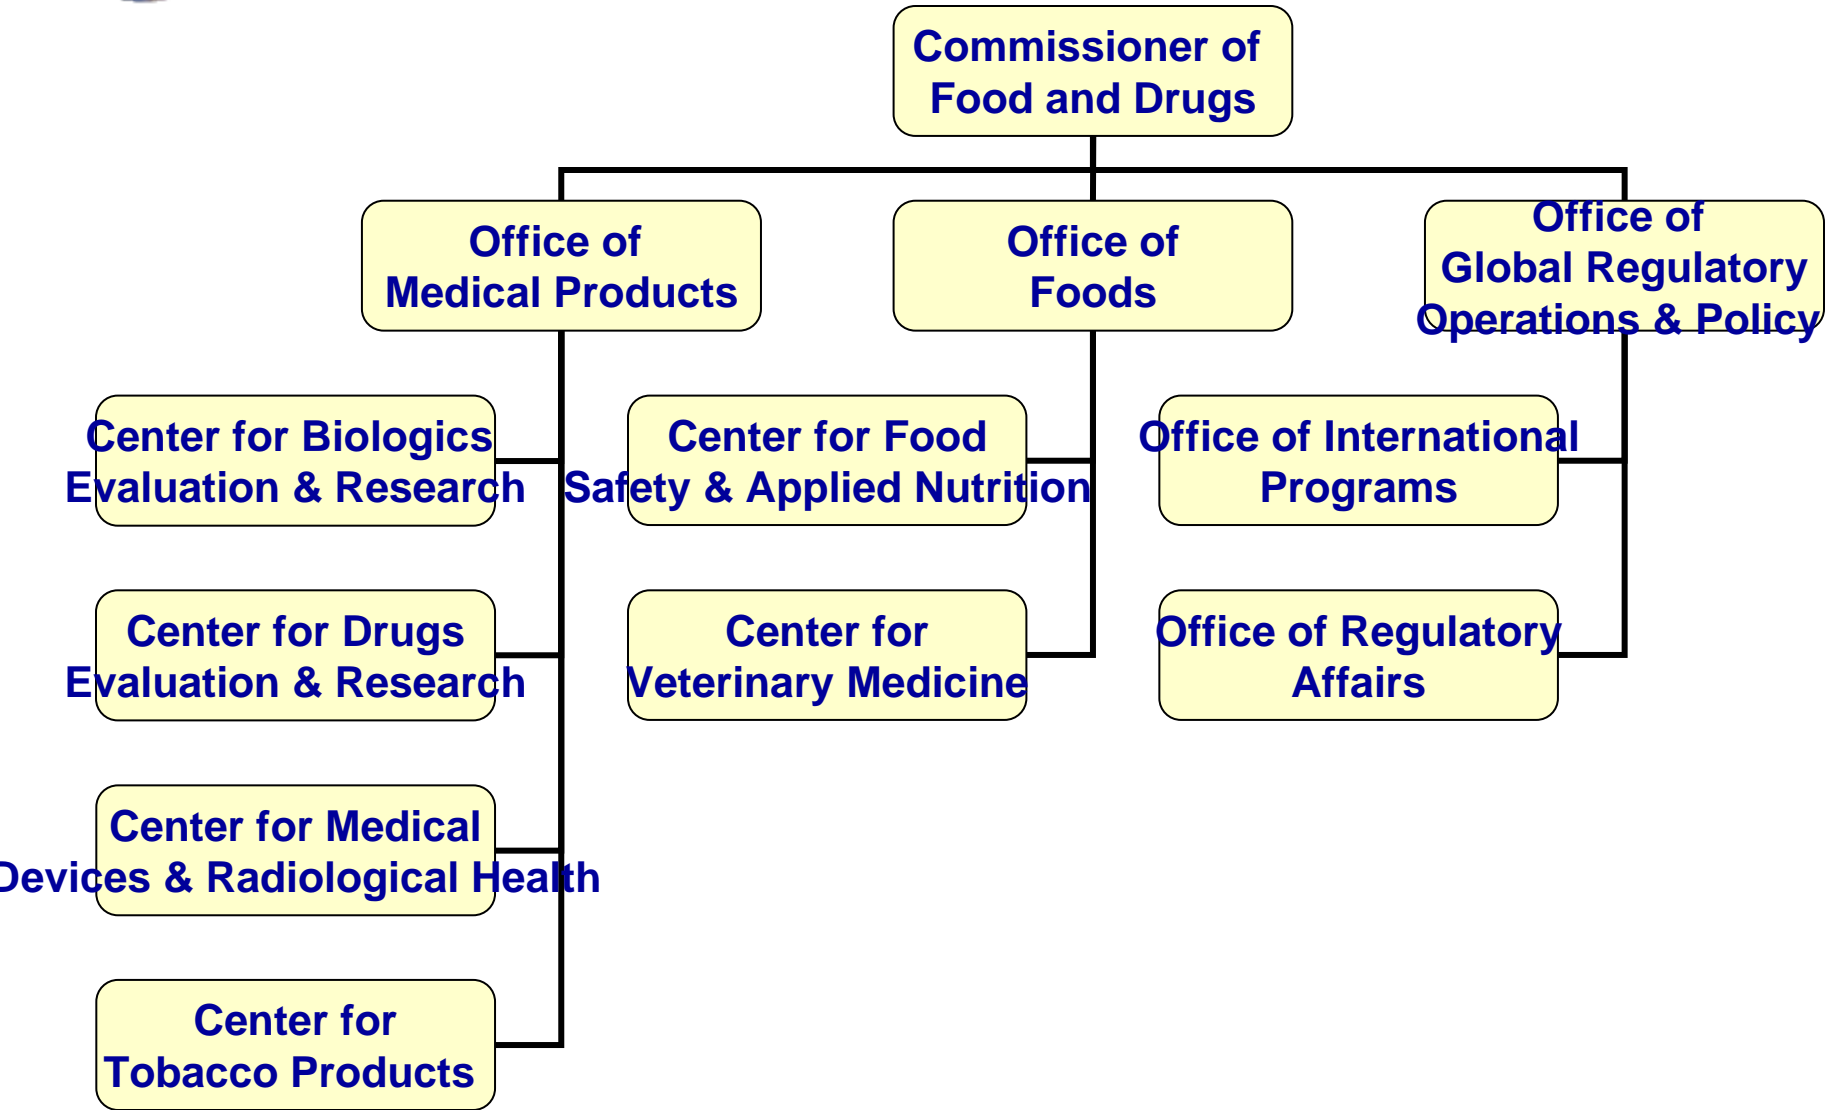 Commissioner of
Food and Drugs
Office of
Medical Products
Office of
Foods
Office of
Global Regulatory
Operations & Policy
Center for Biologics
Evaluation & Research
Center for Food
Safety & Applied Nutrition
Office of International
Programs
Center for Drugs
Evaluation & Research
Center for
Veterinary Medicine
Office of Regulatory
Affairs
Center for Medical
Devices & Radiological Health
Center for
Tobacco Products